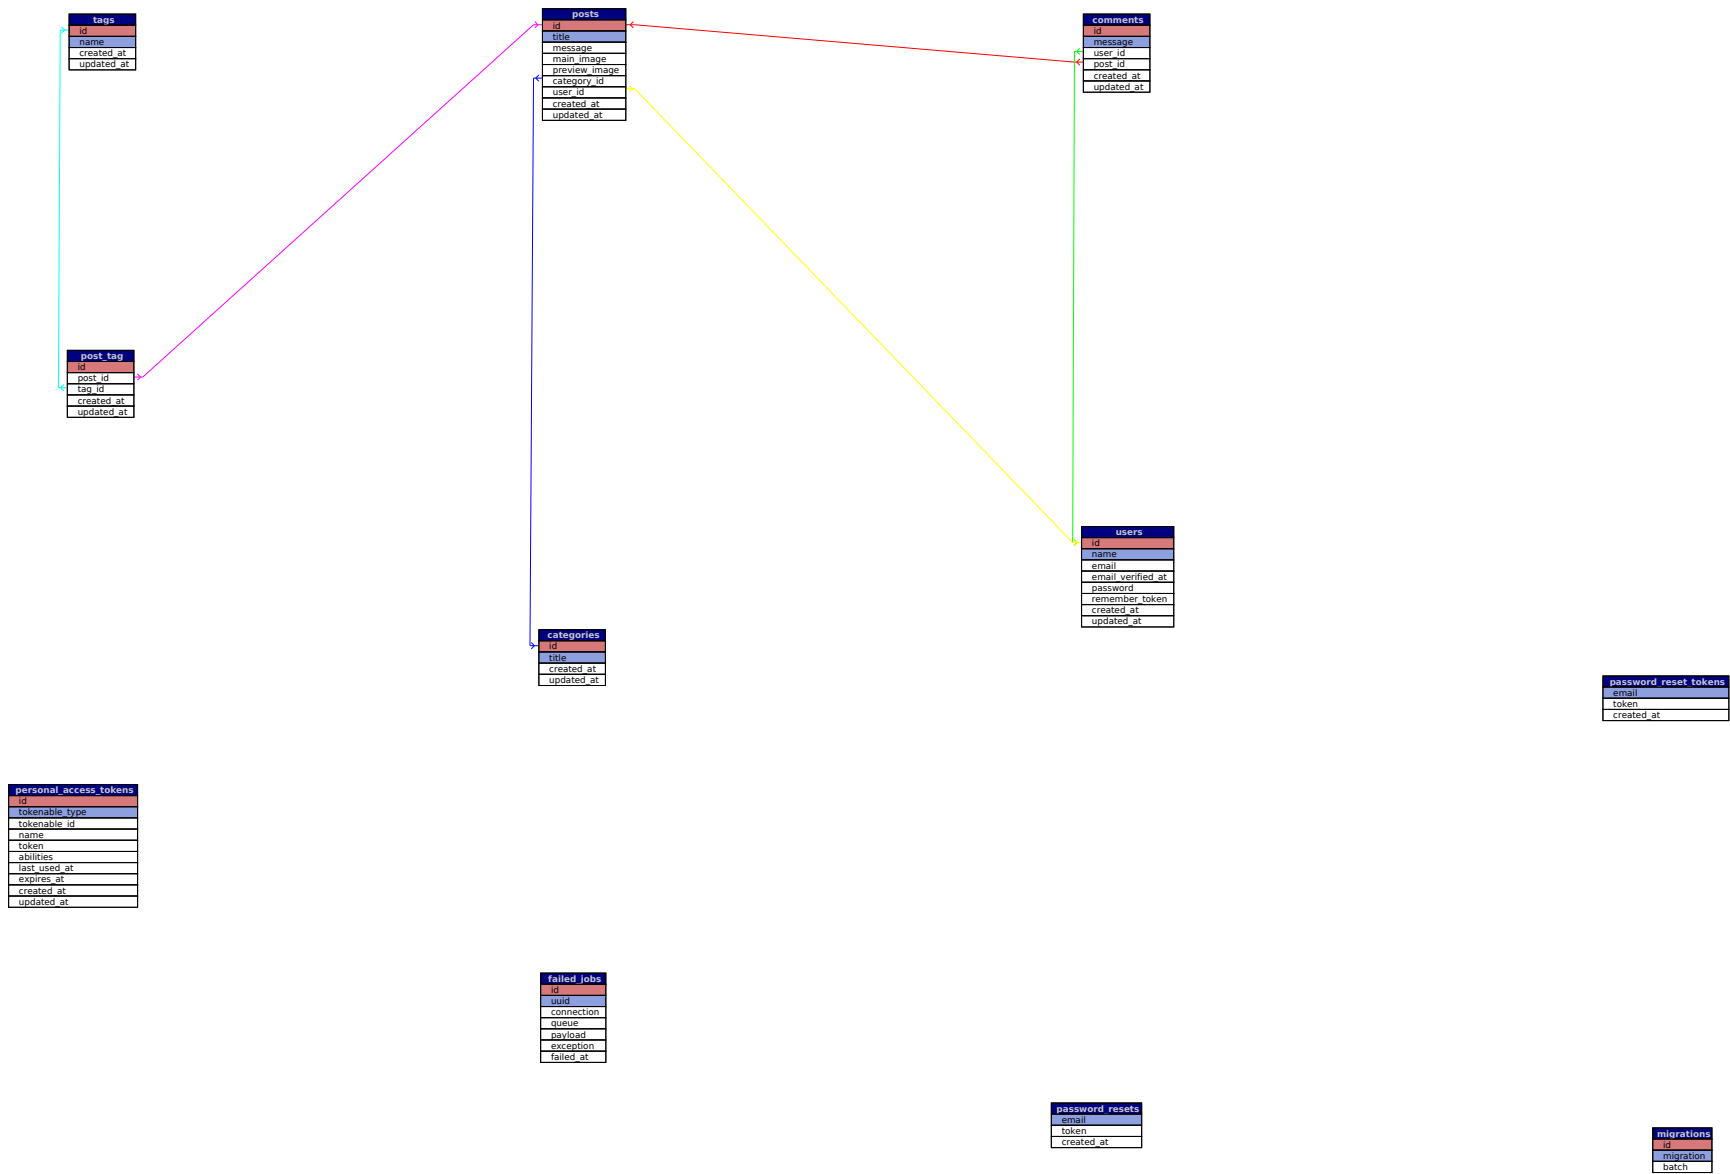 tags
id
name
created_at
updated_at
posts
id
title
message
main_image
preview_image
category_id
user_id
created_at
updated_at
comments
id
message
user_id
post_id
created_at
updated_at
post_tag
id
post_id
tag_id
created_at
updated_at
users
id
name
email
email_verified_at
password
remember_token
created_at
updated_at
categories
id
title
created_at
updated_at
password_reset_tokens
email
token
created_at
personal_access_tokens
id
tokenable_type
tokenable_id
name
token
abilities
last_used_at
expires_at
created_at
updated_at
failed_jobs
id
uuid
connection
queue
payload
exception
failed_at
password_resets
email
token
created_at
migrations
id
migration
batch